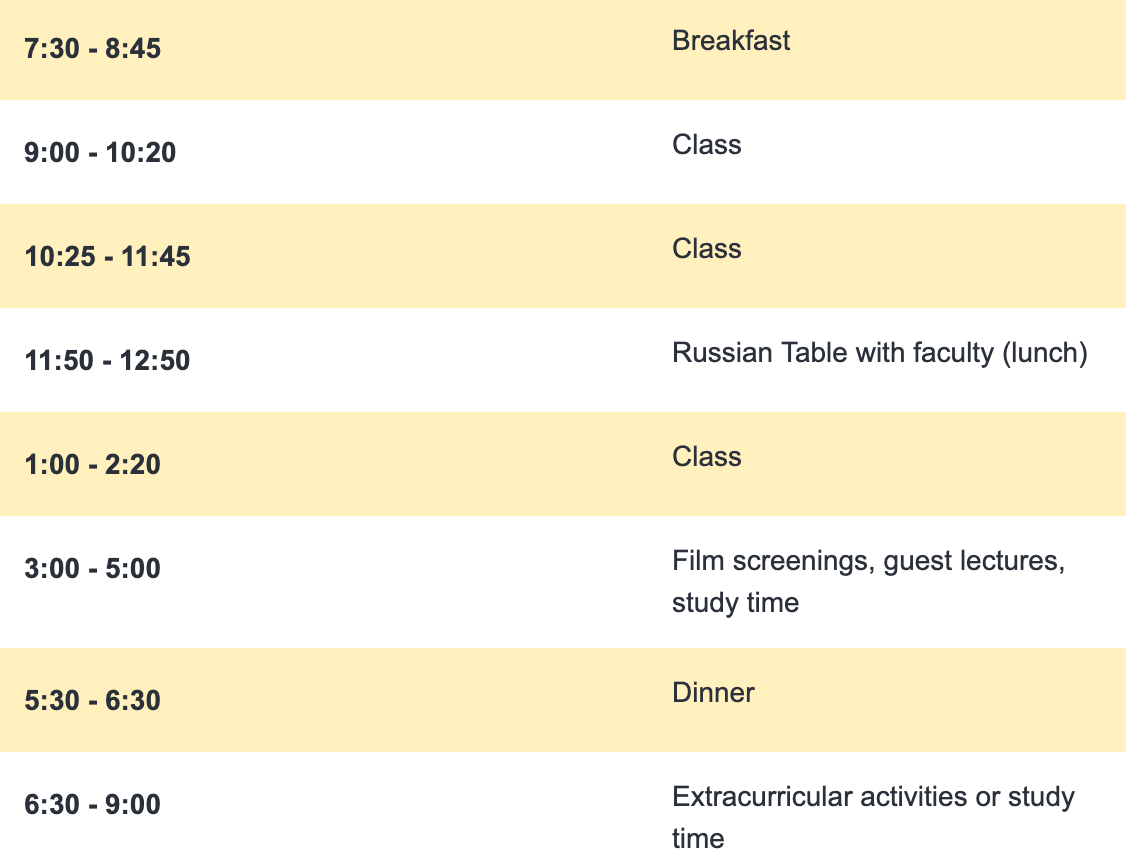 7:30 - 8:45 Breakfast
9:00 - 10:20 Class
10:25 - 11:45 Class
11:50 - 12:50 Russian Table with faculty (lunch)
1:00 - 2:20 Class
3:00 - 5:00 Film screenings, guest lectures,
study time
5:30 - 6:30 Dinner
6:30 - 9:00 Extracurricular activities or study
time